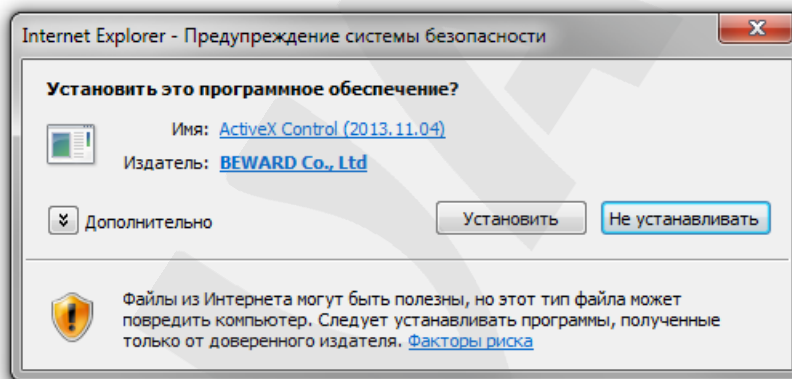 Internet Explorer - Предупреждение системы безопасности
Установить это программное обеспечение?
Имя: ActiveX Control (2013.11.04)
Издатель: BEWARD Co., Ltd
Дополнительно
Установить
Не устанавливать
Файлы из Интернета могут быть полезны, но этот тип файла может
повредить компьютер. Следует устанавливать программы, полученные
только от доверенного издателя. Факторы риска